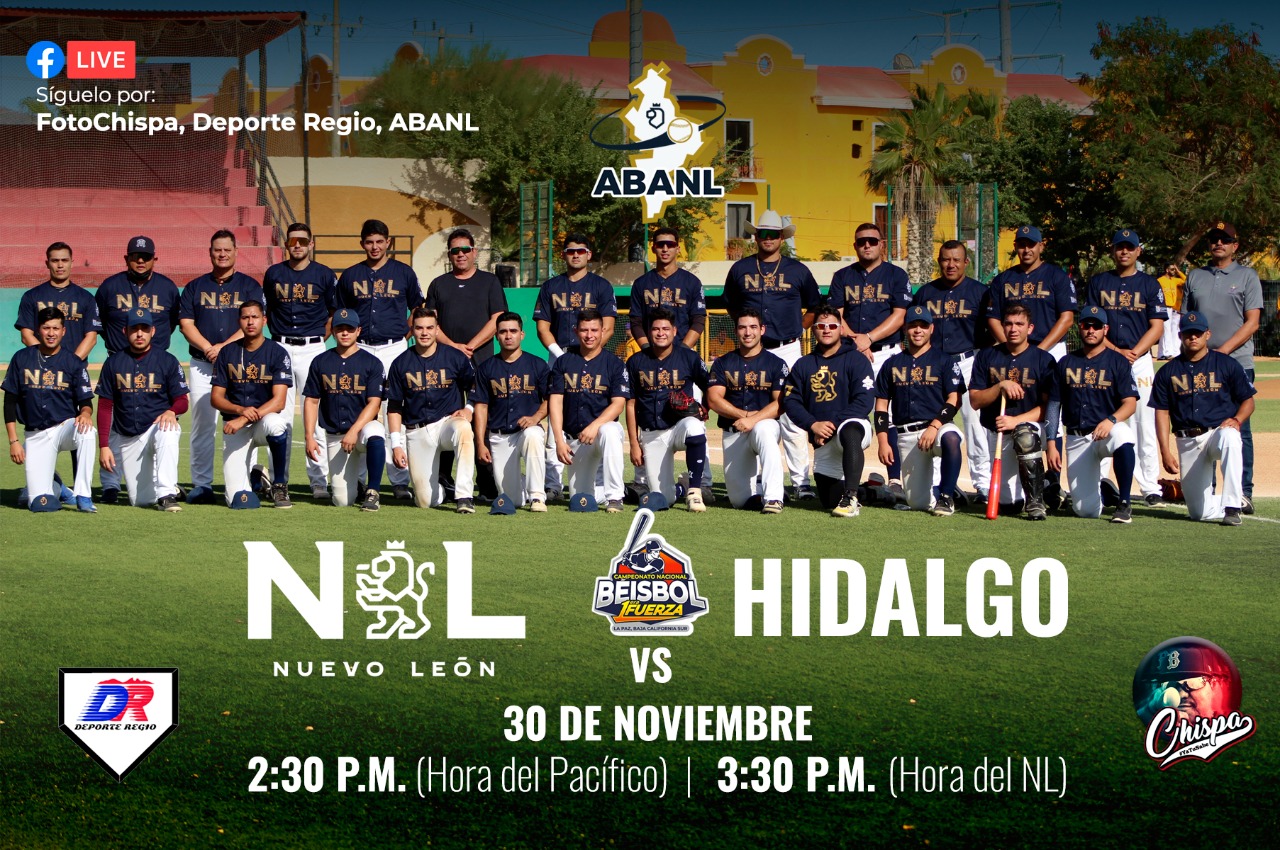 LIVE
Síguelo por:
FotoChispa, Deporte Regio, ABANL
ABANL
NL
NUEVO LEÓN
CAMPEONATO NACIONAL
BEISBOL
1FUERZA
LA PAZ, BAJA CALIFORNIA SUR
HIDALGO
VS
DR
DEPORTE REGIO
B
Chispa
#YaTuSabe
30 DE NOVIEMBRE
2:30 P.M. (Hora del Pacífico) | 3:30 P.M. (Hora del NL)